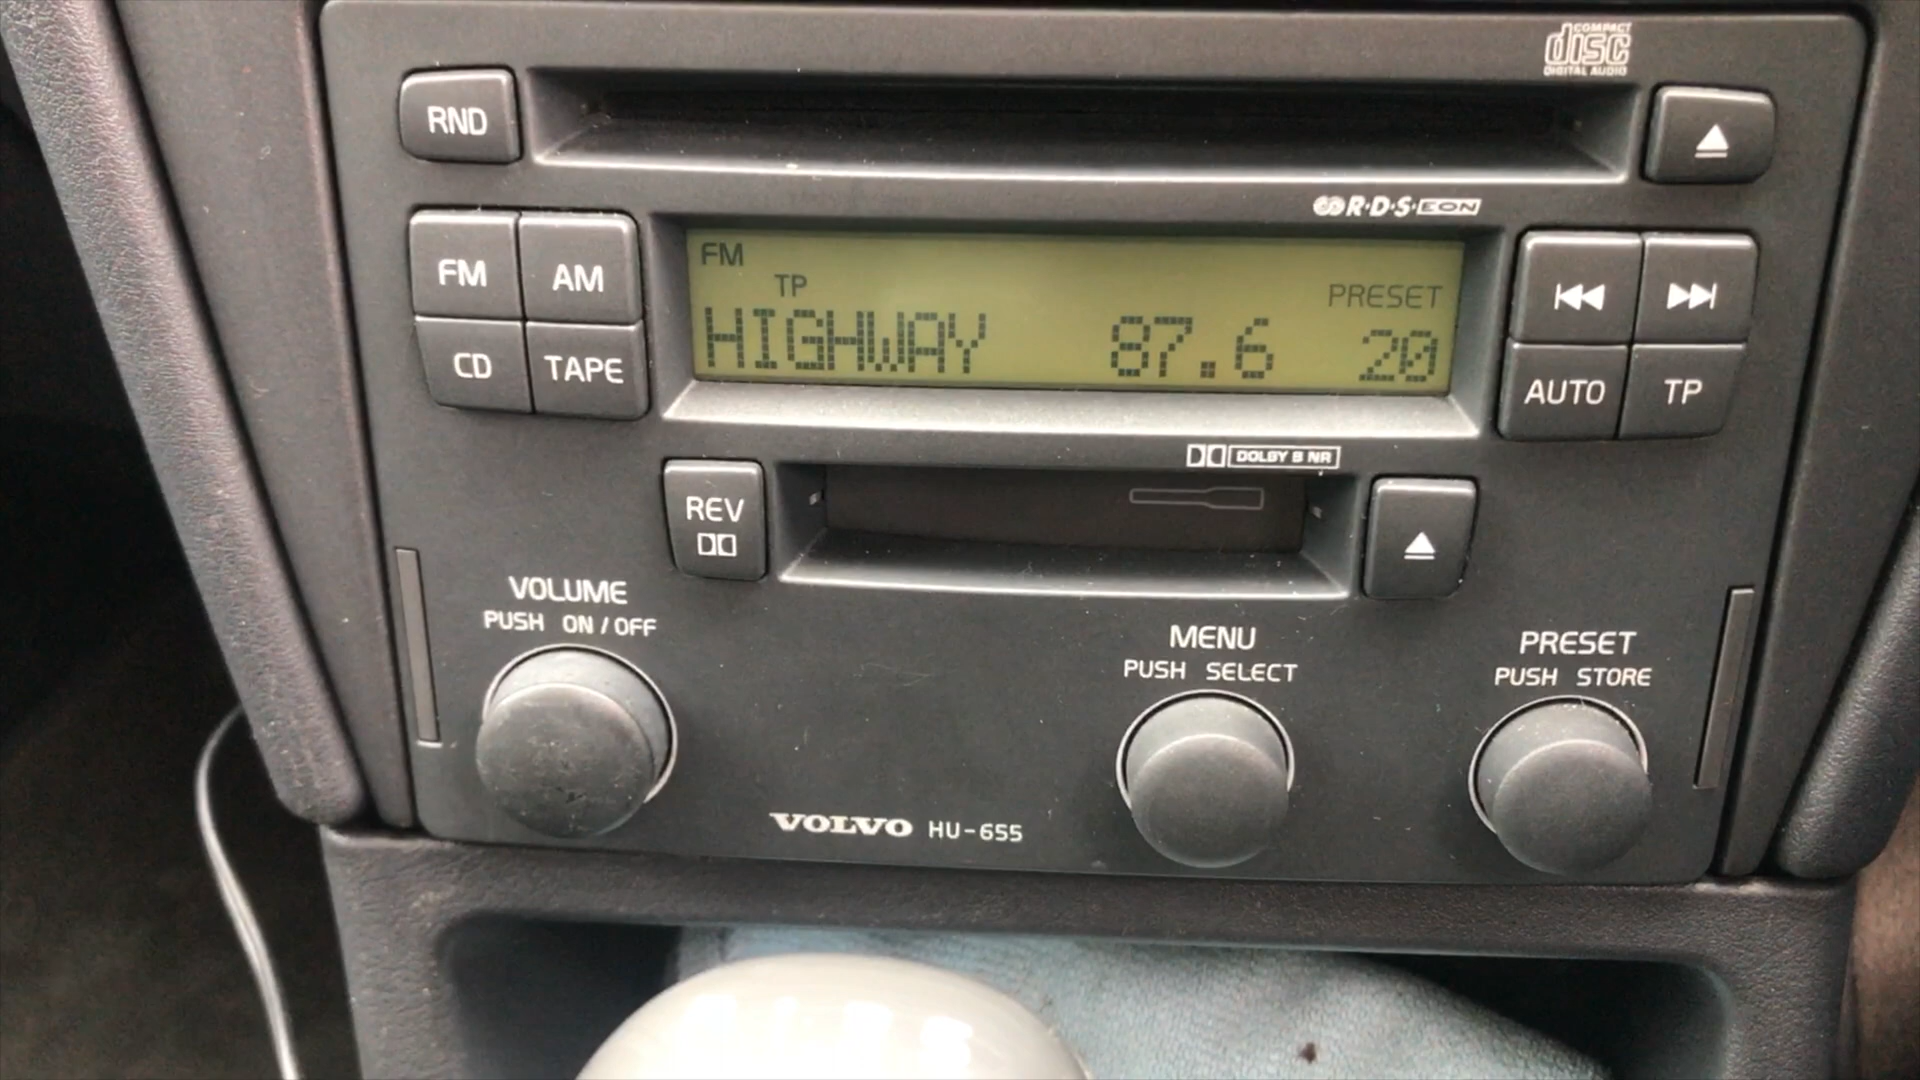 COMPACT
disc
DIGITAL AUDIO
RND
R·D·S·EON
FM AM
CD TAPE
FM
TP
PRESET
HIGHWAY 87.6 20
AUTO TP
DOLBY B NR
REV
VOLUME
PUSH ON/OFF
MENU
PUSH SELECT
PRESET
PUSH STORE
VOLVO HU-655